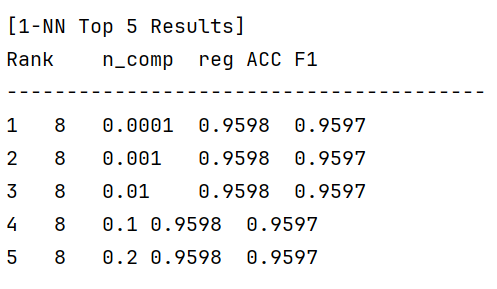 [1-NN Top 5 Results]
Rank    n_comp  reg ACC F1
----------------------------------------
1   8   0.0001  0.9598  0.9597
2   8   0.001   0.9598  0.9597
3   8   0.01    0.9598  0.9597
4   8   0.1 0.9598  0.9597
5   8   0.2 0.9598  0.9597